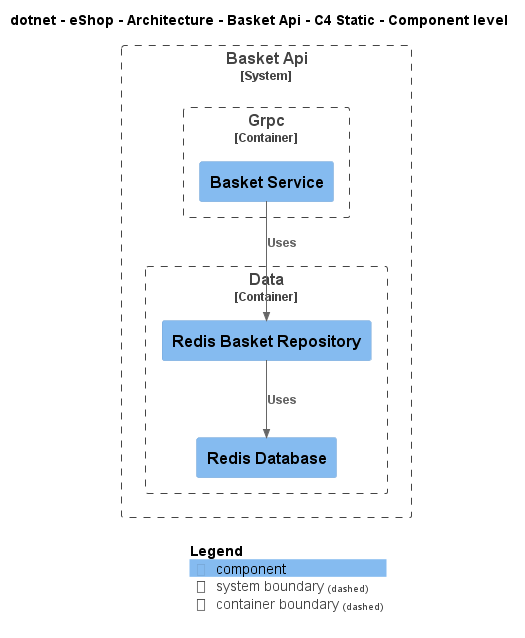 dotnet - eShop - Architecture - Basket Api - C4 Static - Component level
Basket Api
[System]
Grpc
[Container]
Basket Service
Uses
Data
[Container]
Redis Basket Repository
Uses
Redis Database
Legend
component
system boundary (dashed)
container boundary (dashed)